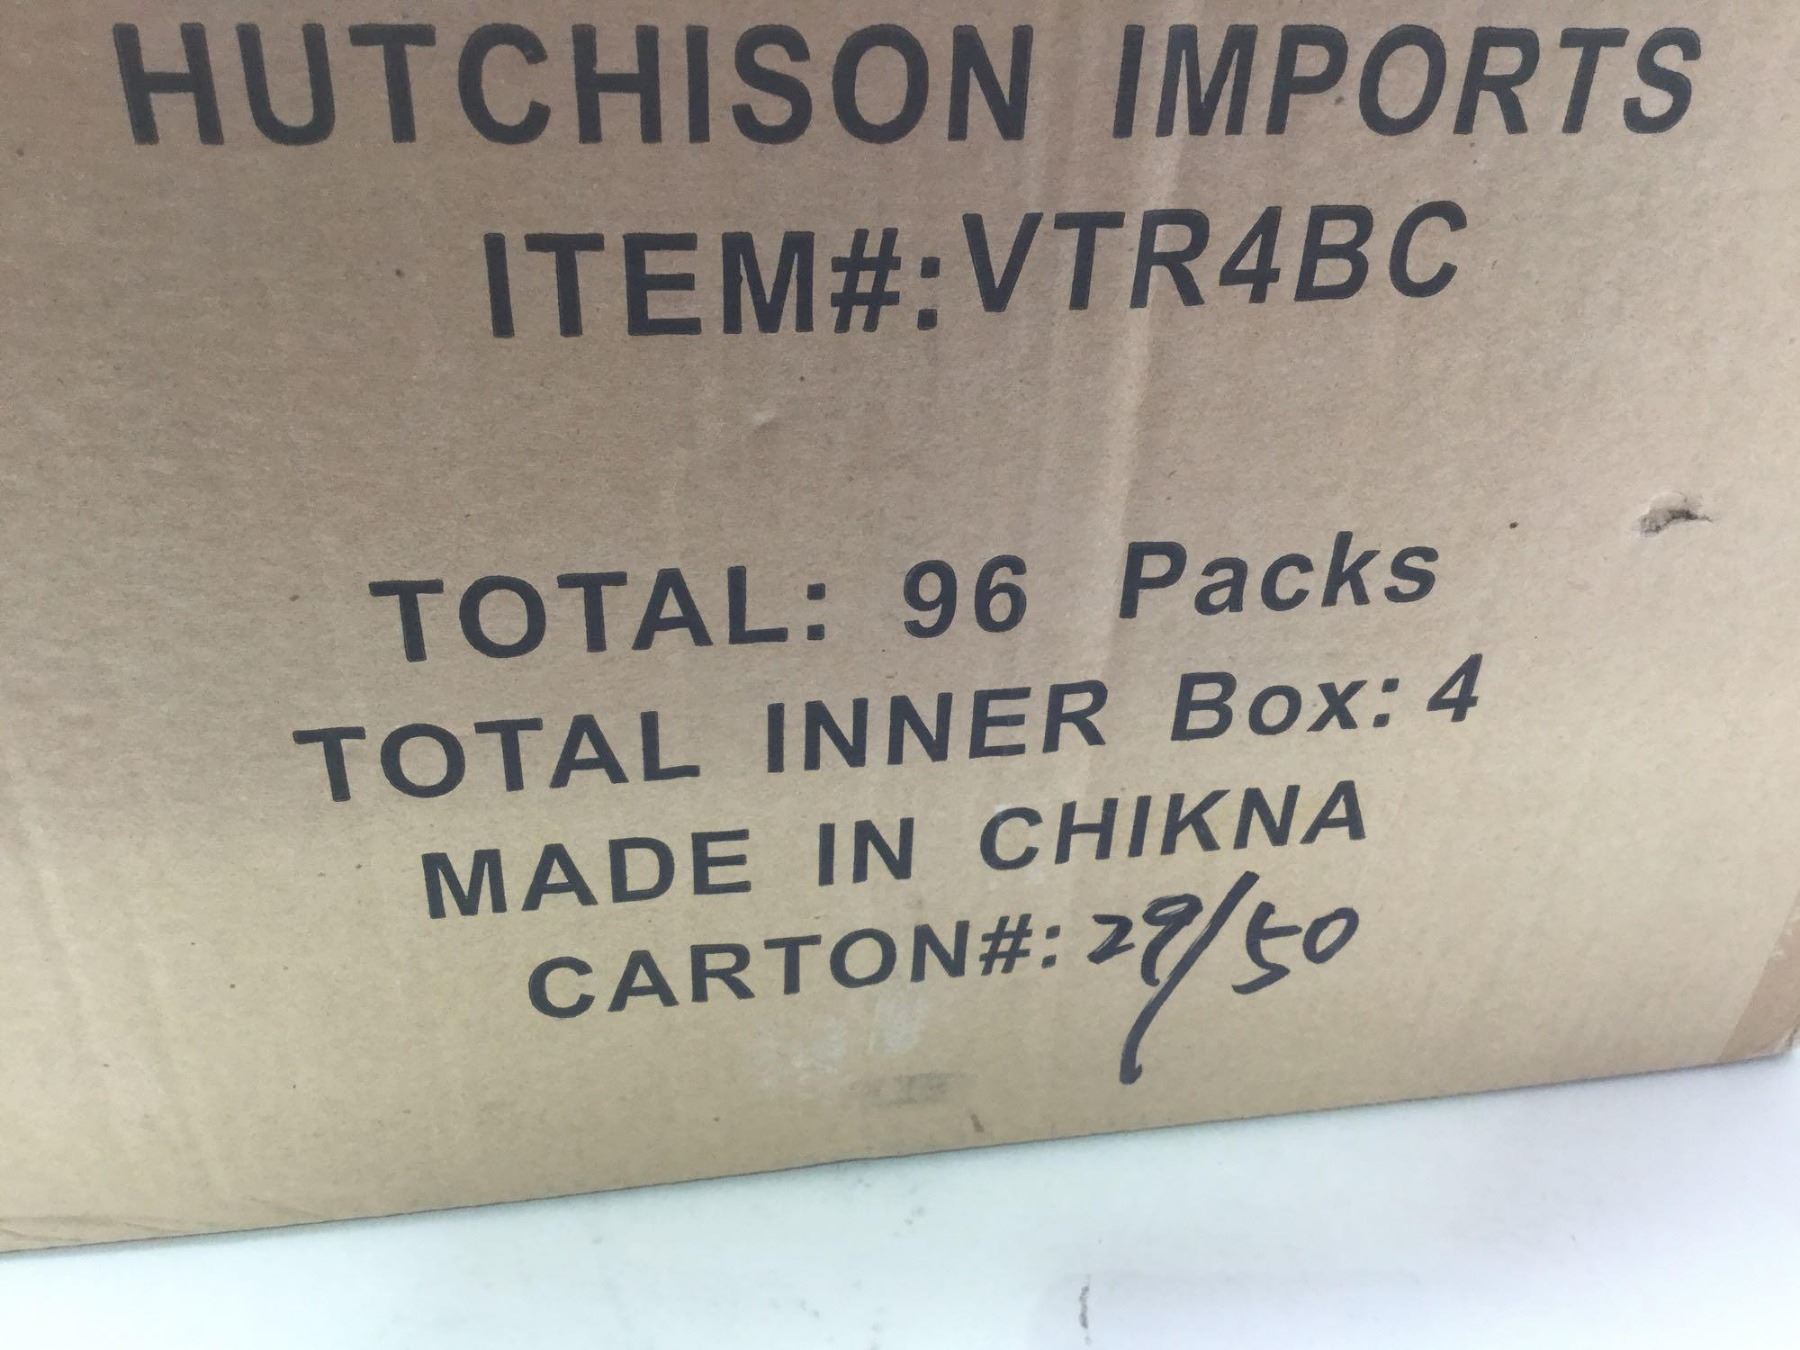 HUTCHISON IMPORTS
ITEM#:VTR4BC
TOTAL: 96 Packs
TOTAL INNER Box: 4
MADE IN CHIKNA
CARTON#: 29/50